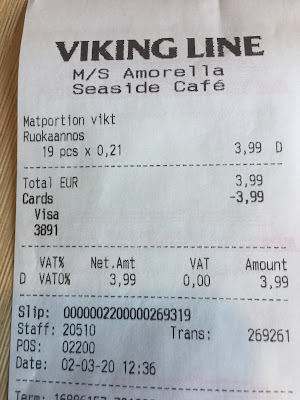 VIKING LINE
M/S Amorella
Seaside Café
Matportion vikt
Ruokaannos
19 pcs x 0,21 3,99 D
Total EUR 3,99
Cards -3,99
Visa
3891
VAT% Net.Amt VAT Amount
D VAT0% 3,99 0,00 3,99
Slip: 0000002200000269319
Staff: 20510 Trans: 269261
POS: 02200
Date: 02-03-20 12:36